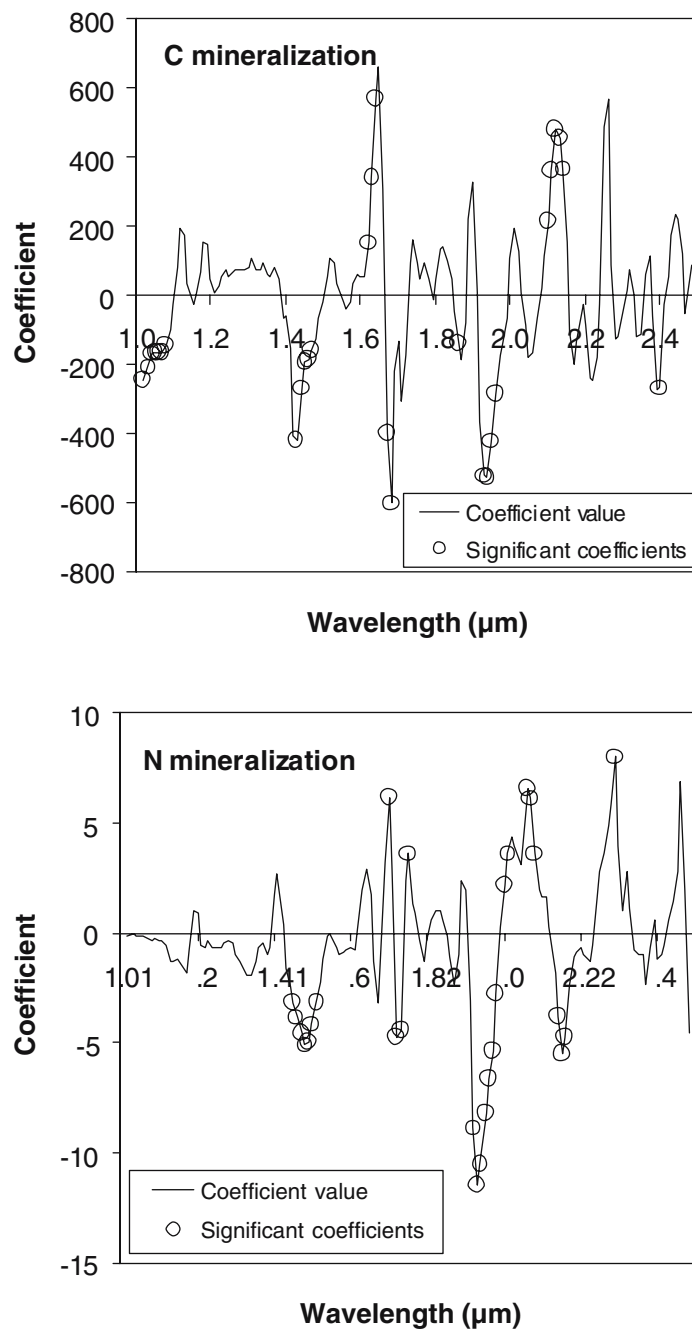 800
C mineralization
600
400
200
0
1.0 1.2 1.4 1.6 1.8 2.0 2.2 2.4
-200
-400
-600
-800
Coefficient
Coefficient value
Significant coefficients
Wavelength (µm)
10
N mineralization
5
0
1.01 .2 1.41 .6 1.82 .0 2.22 .4
-5
-10
-15
Coefficient
Coefficient value
Significant coefficients
Wavelength (µm)